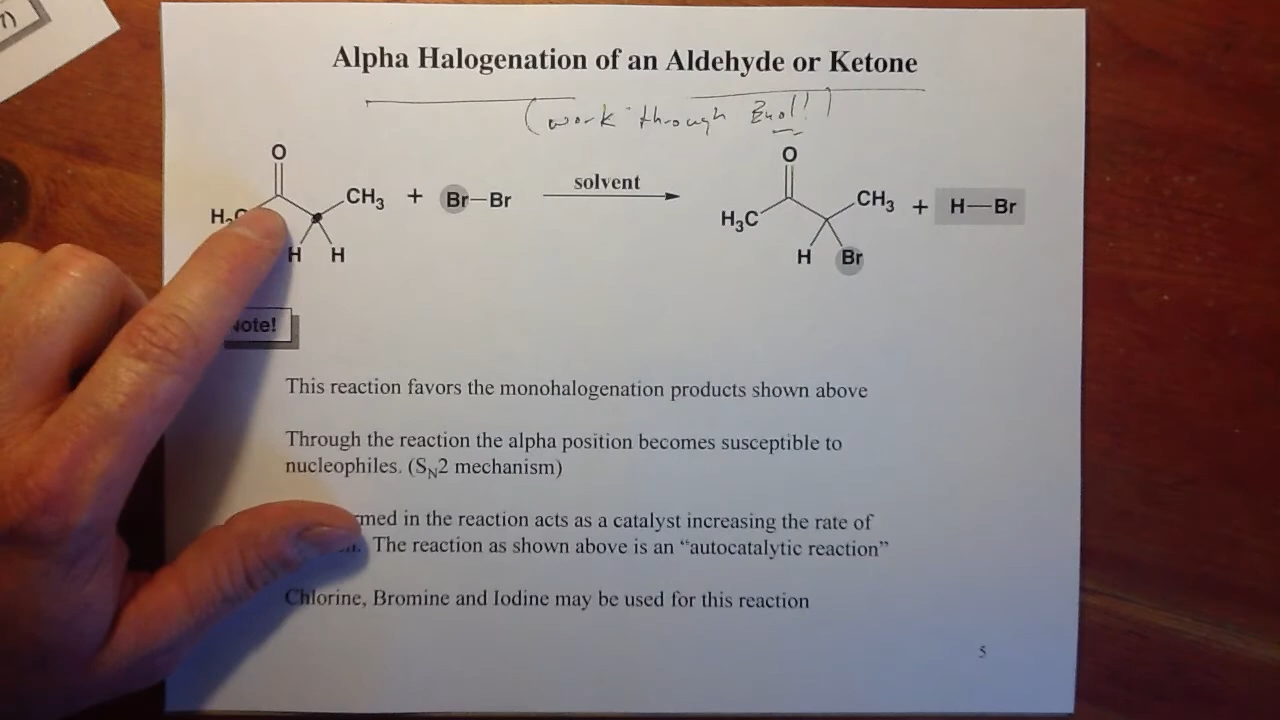 7)
Alpha Halogenation of an Aldehyde or Ketone
(work through Enol!!)
O
H₃C CH₃ + Br—Br solvent O
H₃C CH₃ + H—Br
H H H Br
Note!
This reaction favors the monohalogenation products shown above
Through the reaction the alpha position becomes susceptible to
nucleophiles. (SN2 mechanism)
in the reaction acts as a catalyst increasing the rate of
The reaction as shown above is an “autocatalytic reaction”
Chlorine, Bromine and Iodine may be used for this reaction
5